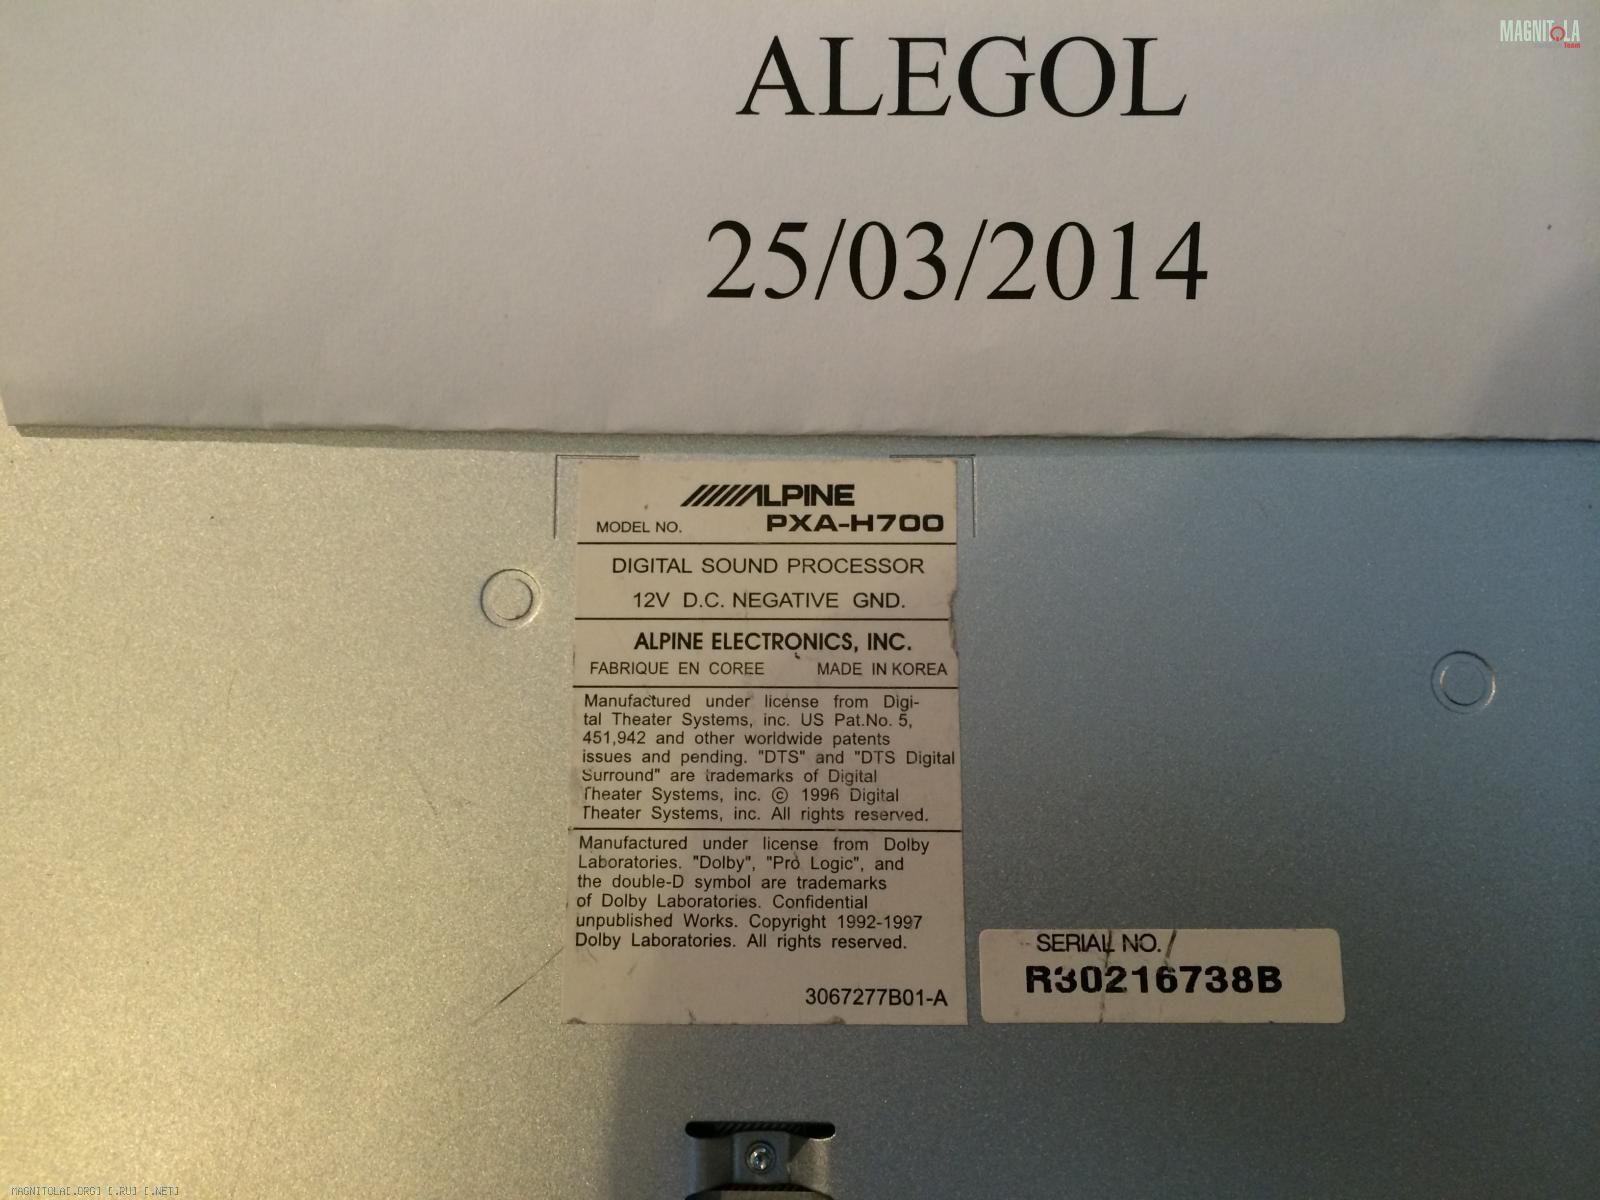 MAGNITOLA
Team
ALEGOL
25/03/2014
ALPINE
MODEL NO. PXA-H700
DIGITAL SOUND PROCESSOR
12V D.C. NEGATIVE GND.
ALPINE ELECTRONICS, INC.
FABRIQUE EN COREE MADE IN KOREA
Manufactured under license from Digi-
tal Theater Systems, inc. US Pat.No. 5,
451,942 and other worldwide patents
issues and pending. "DTS" and "DTS Digital
Surround" are trademarks of Digital
Theater Systems, inc. © 1996 Digital
Theater Systems, inc. All rights reserved.
Manufactured under license from Dolby
Laboratories. "Dolby", "Pro Logic", and
the double-D symbol are trademarks
of Dolby Laboratories. Confidential
unpublished Works. Copyright 1992-1997
Dolby Laboratories. All rights reserved.
3067277B01-A
SERIAL NO.
R30216738B
MAGNITOLA[.ORG] [.RU] [.NET]